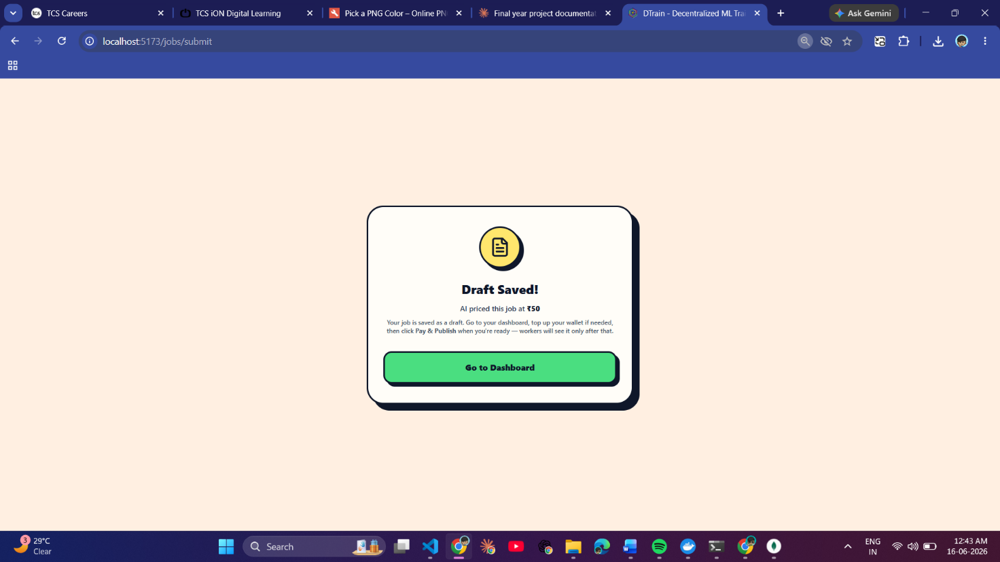 TCS Careers
TCS iON Digital Learning
Pick a PNG Color – Online PN
Final year project documentat
DTrain - Decentralized ML Trai
Ask Gemini
localhost:5173/jobs/submit
Draft Saved!
AI priced this job at ₹50
Your job is saved as a draft. Go to your dashboard, top up your wallet if needed,
then click Pay & Publish when you're ready — workers will see it only after that.
Go to Dashboard
3
29°C
Clear
Search
ENG
IN
12:43 AM
16-06-2026